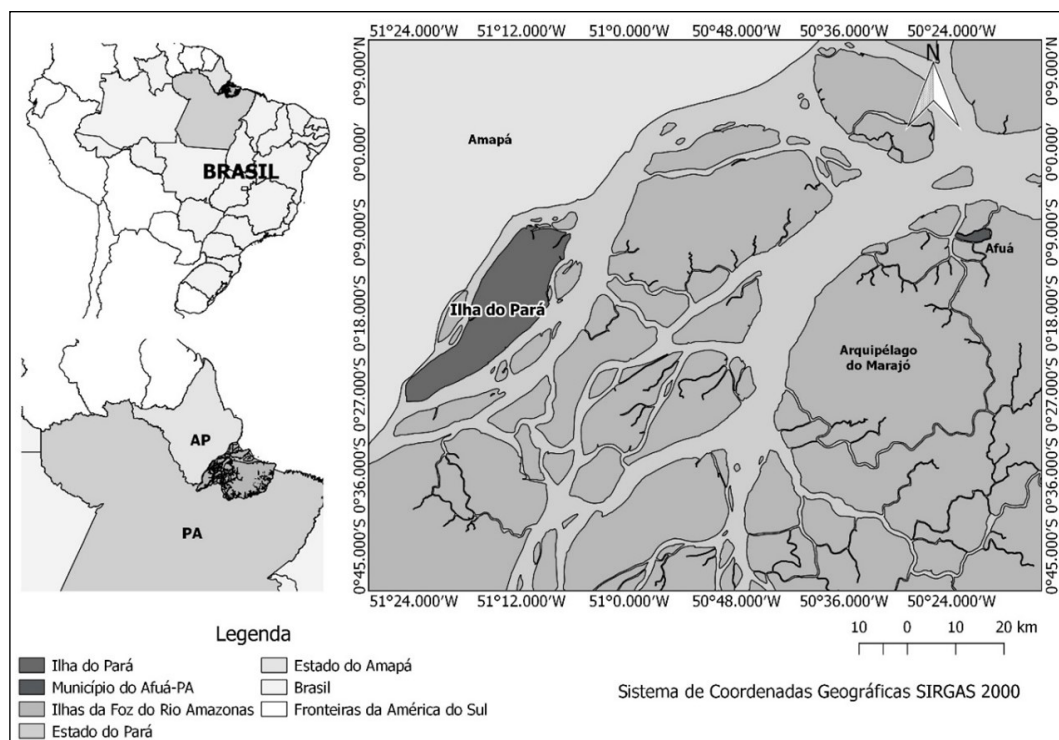 BRASIL
AP
PA
51°24.000'W 51°12.000'W 51°0.000'W 50°48.000'W 50°36.000'W 50°24.000'W
0°9.000'N 0°0.000' 0°9.000'S 0°18.000'S 0°27.000'S 0°36.000'S 0°45.000'S
N
Amapá
Afuá
Ilha do Pará
Arquipélago
do Marajó
0°9.000'N 0°0.000' 0°9.000'S 0°18.000'S 0°27.000'S 0°36.000'S 0°45.000'S
51°24.000'W 51°12.000'W 51°0.000'W 50°48.000'W 50°36.000'W 50°24.000'W
10 0 10 20 km
Sistema de Coordenadas Geográficas SIRGAS 2000
Legenda
Ilha do Pará
Município do Afuá-PA
Ilhas da Foz do Rio Amazonas
Estado do Pará
Estado do Amapá
Brasil
Fronteiras da América do Sul